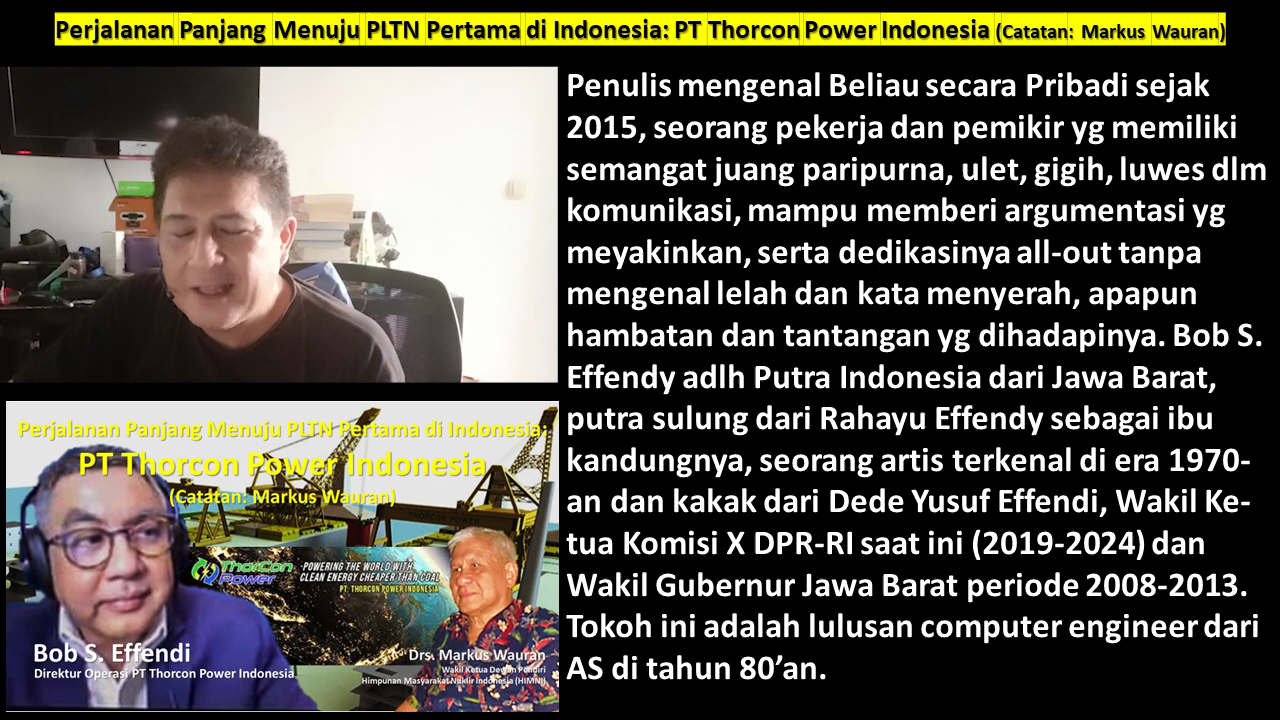 Perjalanan Panjang Menuju PLTN Pertama di Indonesia: PT Thorcon Power Indonesia (Catatan: Markus Wauran)
Penulis mengenal Beliau secara Pribadi sejak
2015, seorang pekerja dan pemikir yg memiliki
semangat juang paripurna, ulet, gigih, luwes dlm
komunikasi, mampu memberi argumentasi yg
meyakinkan, serta dedikasinya all-out tanpa
mengenal lelah dan kata menyerah, apapun
hambatan dan tantangan yg dihadapinya. Bob S.
Effendy adlh Putra Indonesia dari Jawa Barat,
putra sulung dari Rahayu Effendy sebagai ibu
kandungnya, seorang artis terkenal di era 1970-
an dan kakak dari Dede Yusuf Effendi, Wakil Ke-
tua Komisi X DPR-RI saat ini (2019-2024) dan
Wakil Gubernur Jawa Barat periode 2008-2013.
Tokoh ini adalah lulusan computer engineer dari
AS di tahun 80’an.
Perjalanan Panjang Menuju PLTN Pertama di Indonesia:
PT Thorcon Power Indonesia
(Catatan: Markus Wauran)
ThorCon
Power
POWERING THE WORLD WITH
CLEAN ENERGY CHEAPER THAN COAL
PT. THORCON POWER INDONESIA
Bob S. Effendi
Direktur Operasi PT Thorcon Power Indonesia
Drs. Markus Wauran
Wakil Ketua Dewan Pendiri
Himpunan Masyarakat Nuklir Indonesia (HIMNI)